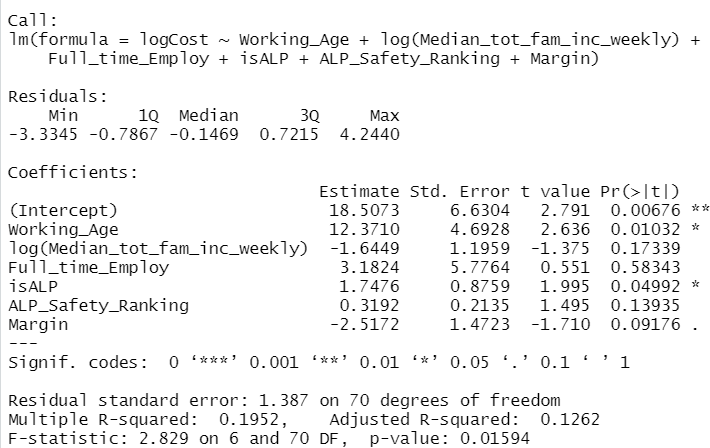 Call:
lm(formula = logCost ~ Working_Age + log(Median_tot_fam_inc_weekly) +
    Full_time_Employ + isALP + ALP_Safety_Ranking + Margin)

Residuals:
    Min      1Q  Median      3Q     Max
-3.3345 -0.7867 -0.1469  0.7215  4.2440

Coefficients:
                               Estimate Std. Error t value Pr(>|t|)
(Intercept)                     18.5073     6.6304   2.791  0.00676 **
Working_Age                     12.3710     4.6928   2.636  0.01032 *
log(Median_tot_fam_inc_weekly)  -1.6449     1.1959  -1.375  0.17339
Full_time_Employ                 3.1824     5.7764   0.551  0.58343
isALP                            1.7476     0.8759   1.995  0.04992 *
ALP_Safety_Ranking               0.3192     0.2135   1.495  0.13935
Margin                          -2.5172     1.4723  -1.710  0.09176 .
---
Signif. codes:  0 ‘***’ 0.001 ‘**’ 0.01 ‘*’ 0.05 ‘.’ 0.1 ‘ ’ 1

Residual standard error: 1.387 on 70 degrees of freedom
Multiple R-squared:  0.1952,    Adjusted R-squared:  0.1262
F-statistic: 2.829 on 6 and 70 DF,  p-value: 0.01594